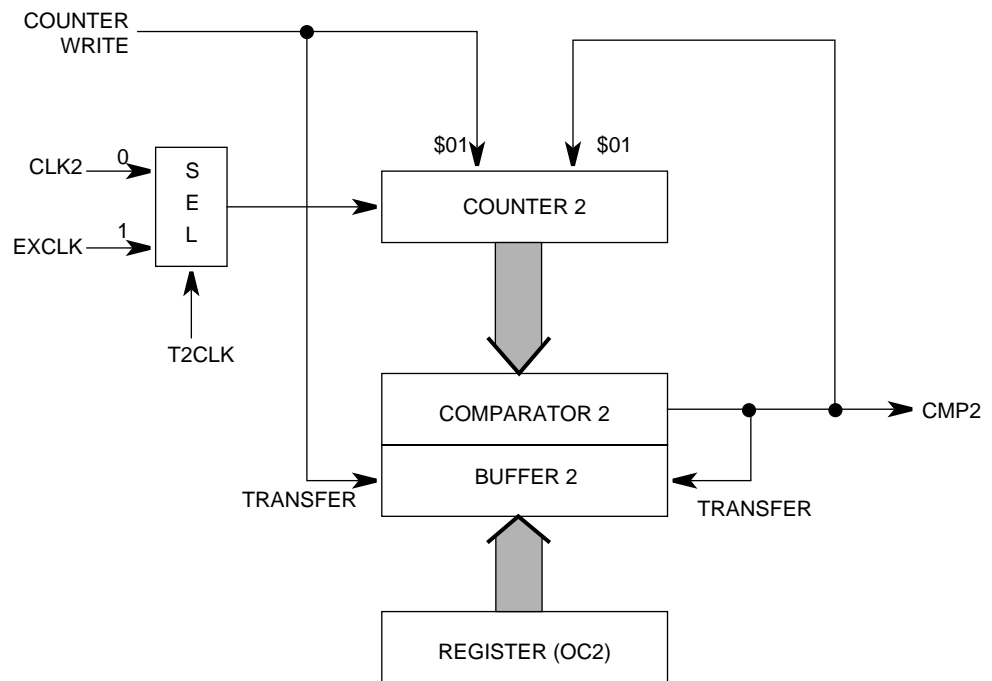 COUNTER
WRITE
$01
$01
CLK2
0
S
E
L
COUNTER 2
EXCLK
1
T2CLK
COMPARATOR 2
CMP2
BUFFER 2
TRANSFER
TRANSFER
REGISTER (OC2)